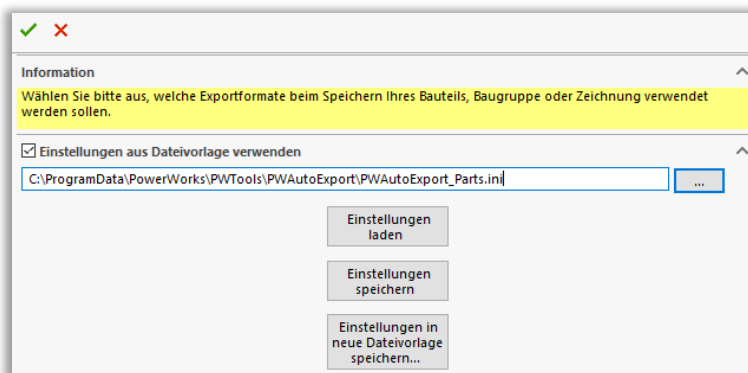 Information
Wählen Sie bitte aus, welche Exportformate beim Speichern Ihres Bauteils, Baugruppe oder Zeichnung verwendet
werden sollen.
Einstellungen aus Dateivorlage verwenden
C:\ProgramData\PowerWorks\PWTools\PWAutoExport\PWAutoExport_Parts.ini
...
Einstellungen
laden
Einstellungen
speichern
Einstellungen in
neue Dateivorlage
speichern...